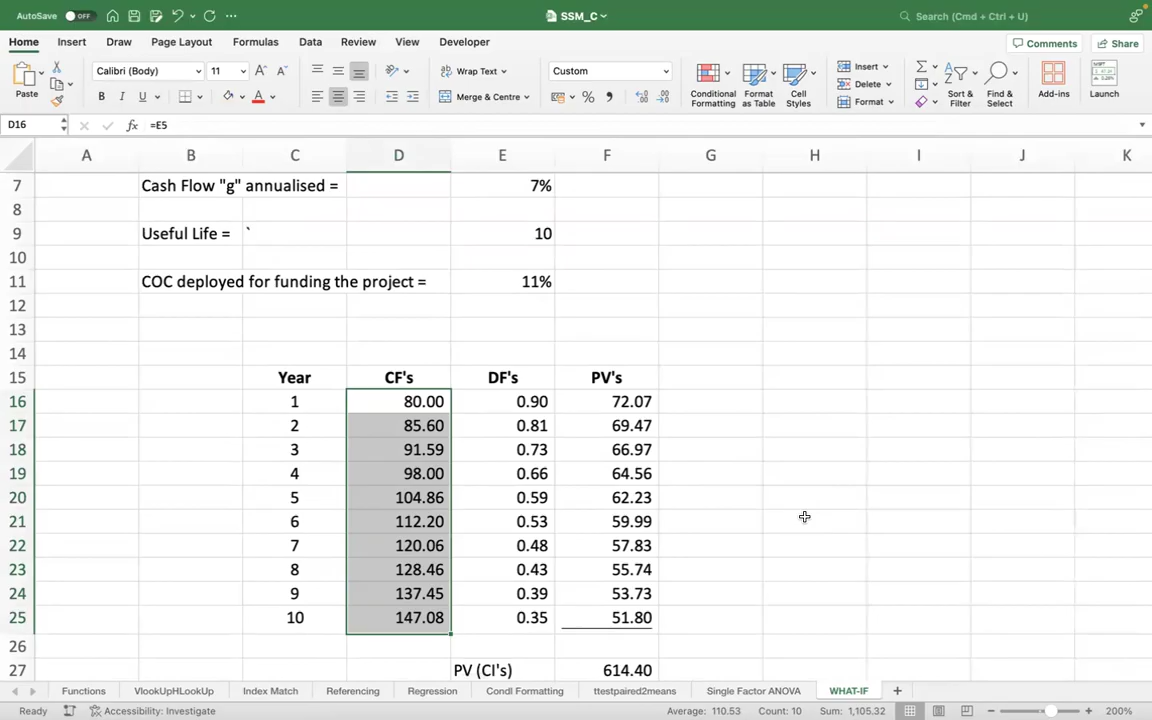 AutoSave OFF SSM_C Search (Cmd + Ctrl + U)
Home Insert Draw Page Layout Formulas Data Review View Developer Comments Share
Paste Calibri (Body) 11 Wrap Text Custom Insert
B I U Merge & Centre Conditional Formatting Format as Table Cell Styles Delete Format Sort & Filter Find & Select Add-ins Launch
D16 fx =E5
A B C D E F G H I J K
7 Cash Flow "g" annualised = 7%
8
9 Useful Life = ` 10
10
11 COC deployed for funding the project = 11%
12
13
14
15 Year CF's DF's PV's
16 1 80.00 0.90 72.07
17 2 85.60 0.81 69.47
18 3 91.59 0.73 66.97
19 4 98.00 0.66 64.56
20 5 104.86 0.59 62.23
21 6 112.20 0.53 59.99
22 7 120.06 0.48 57.83
23 8 128.46 0.43 55.74
24 9 137.45 0.39 53.73
25 10 147.08 0.35 51.80
26
27 PV (CI's) 614.40
Functions VlookUpHLookUp Index Match Referencing Regression Condl Formatting ttestpaired2means Single Factor ANOVA WHAT-IF
Ready Accessibility: Investigate Average: 110.53 Count: 10 Sum: 1,105.32 200%